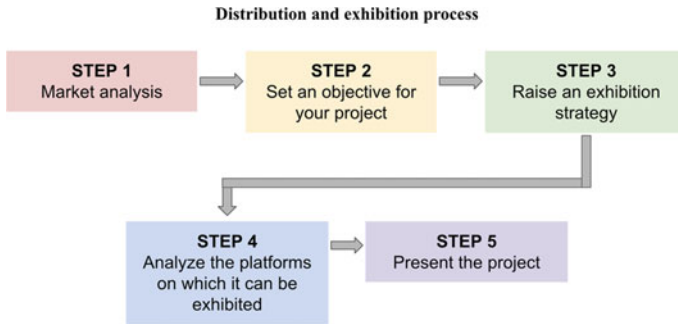 Distribution and exhibition process
STEP 1
Market analysis
STEP 2
Set an objective for
your project
STEP 3
Raise an exhibition
strategy
STEP 4
Analyze the platforms
on which it can be
exhibited
STEP 5
Present the project